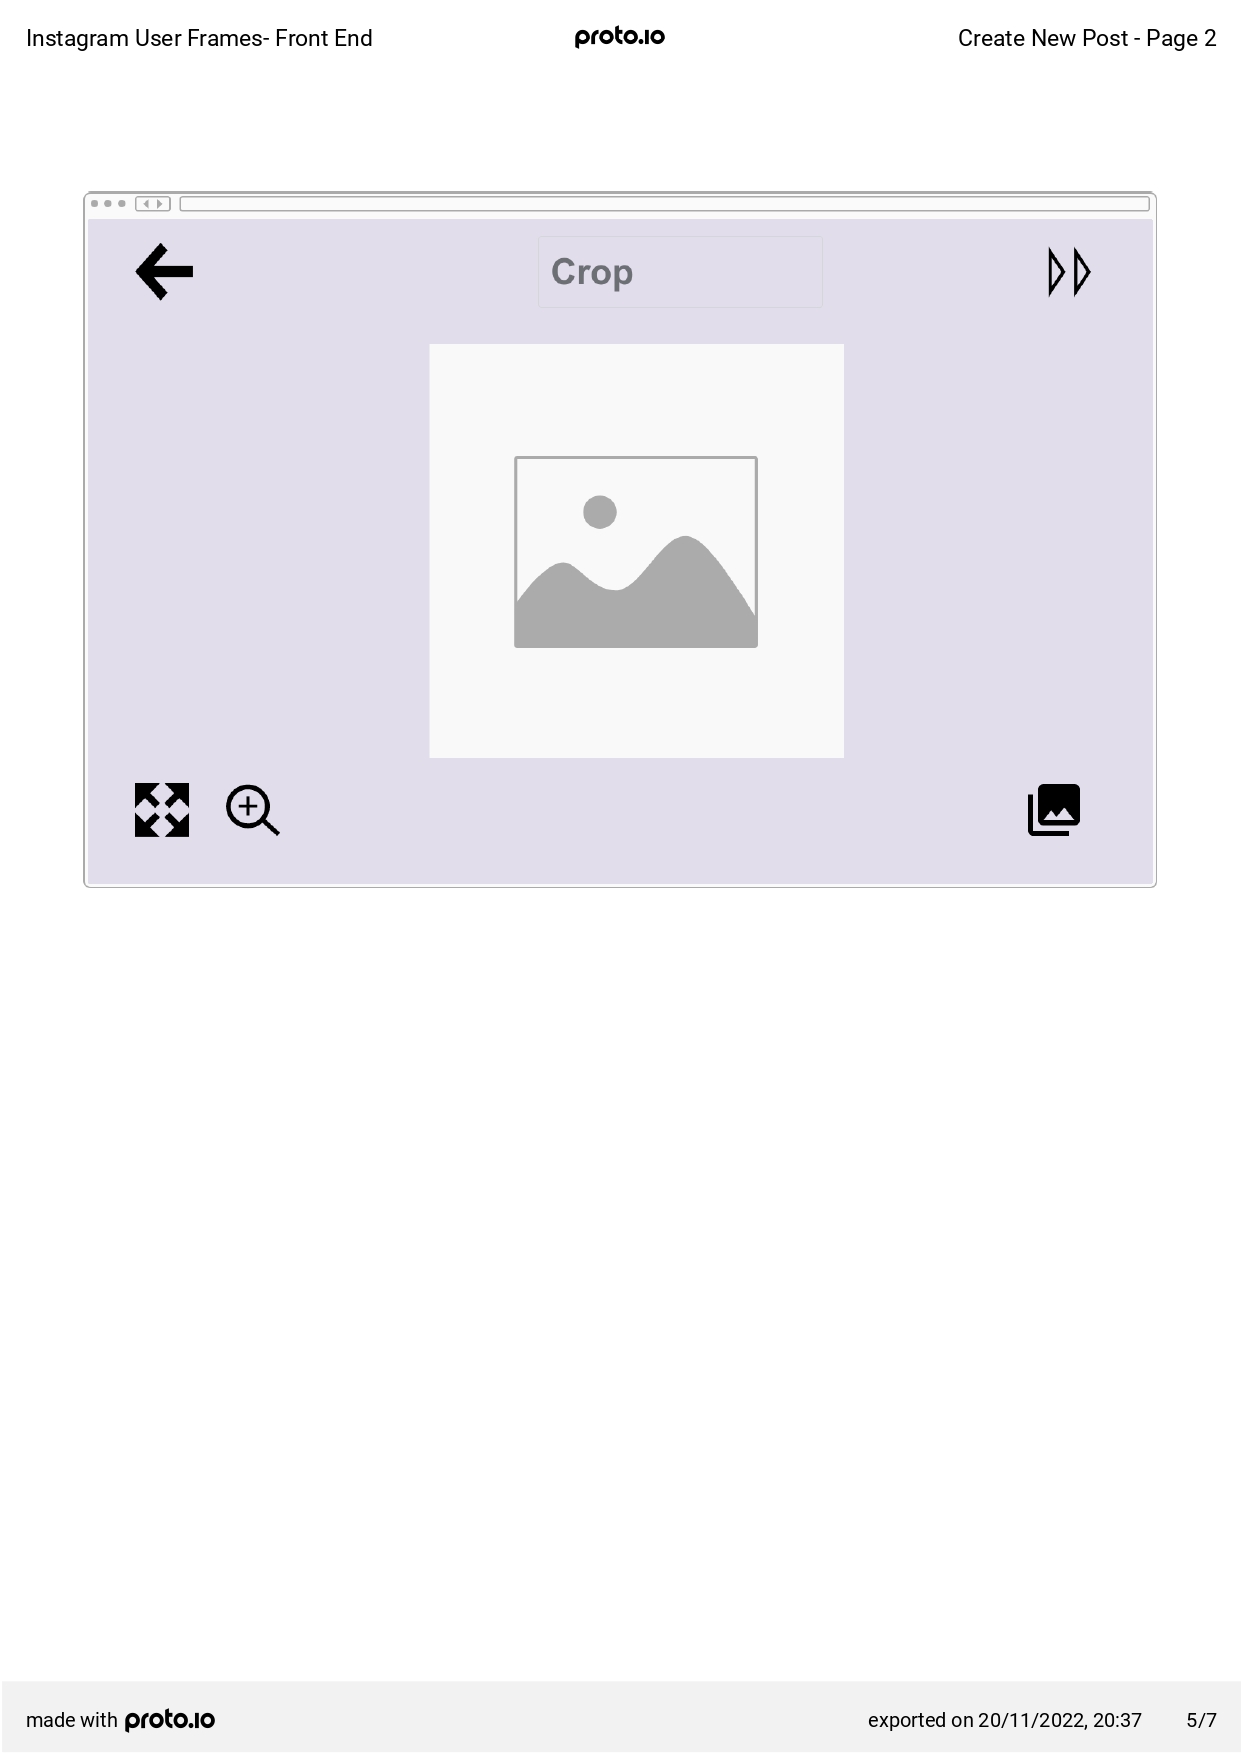 Instagram User Frames- Front End
proto.io
Create New Post - Page 2
Crop
made with proto.io
exported on 20/11/2022, 20:37
5/7